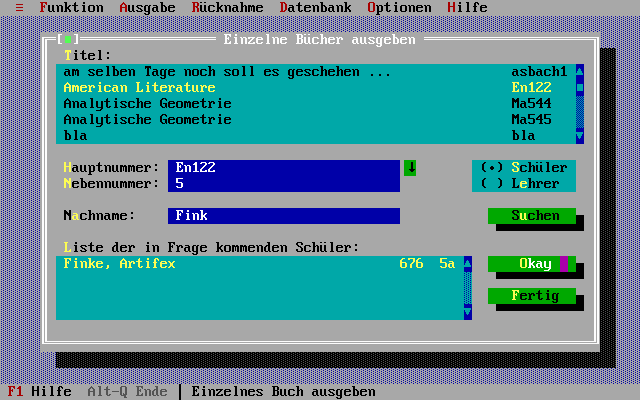 ≡ Funktion Ausgabe Rücknahme Datenbank Optionen Hilfe
[■] Einzelne Bücher ausgeben
Titel:
am selben Tage noch soll es geschehen ... asbach1
American Literature En122
Analytische Geometrie Ma544
Analytische Geometrie Ma545
bla bla
Hauptnummer: En122 ↓ (•) Schüler
Nebennummer: 5 ( ) Lehrer
Nachname: Fink Suchen
Liste der in Frage kommenden Schüler:
Finke, Artifex 676 5a Okay
Fertig
F1 Hilfe Alt-Q Ende │ Einzelnes Buch ausgeben